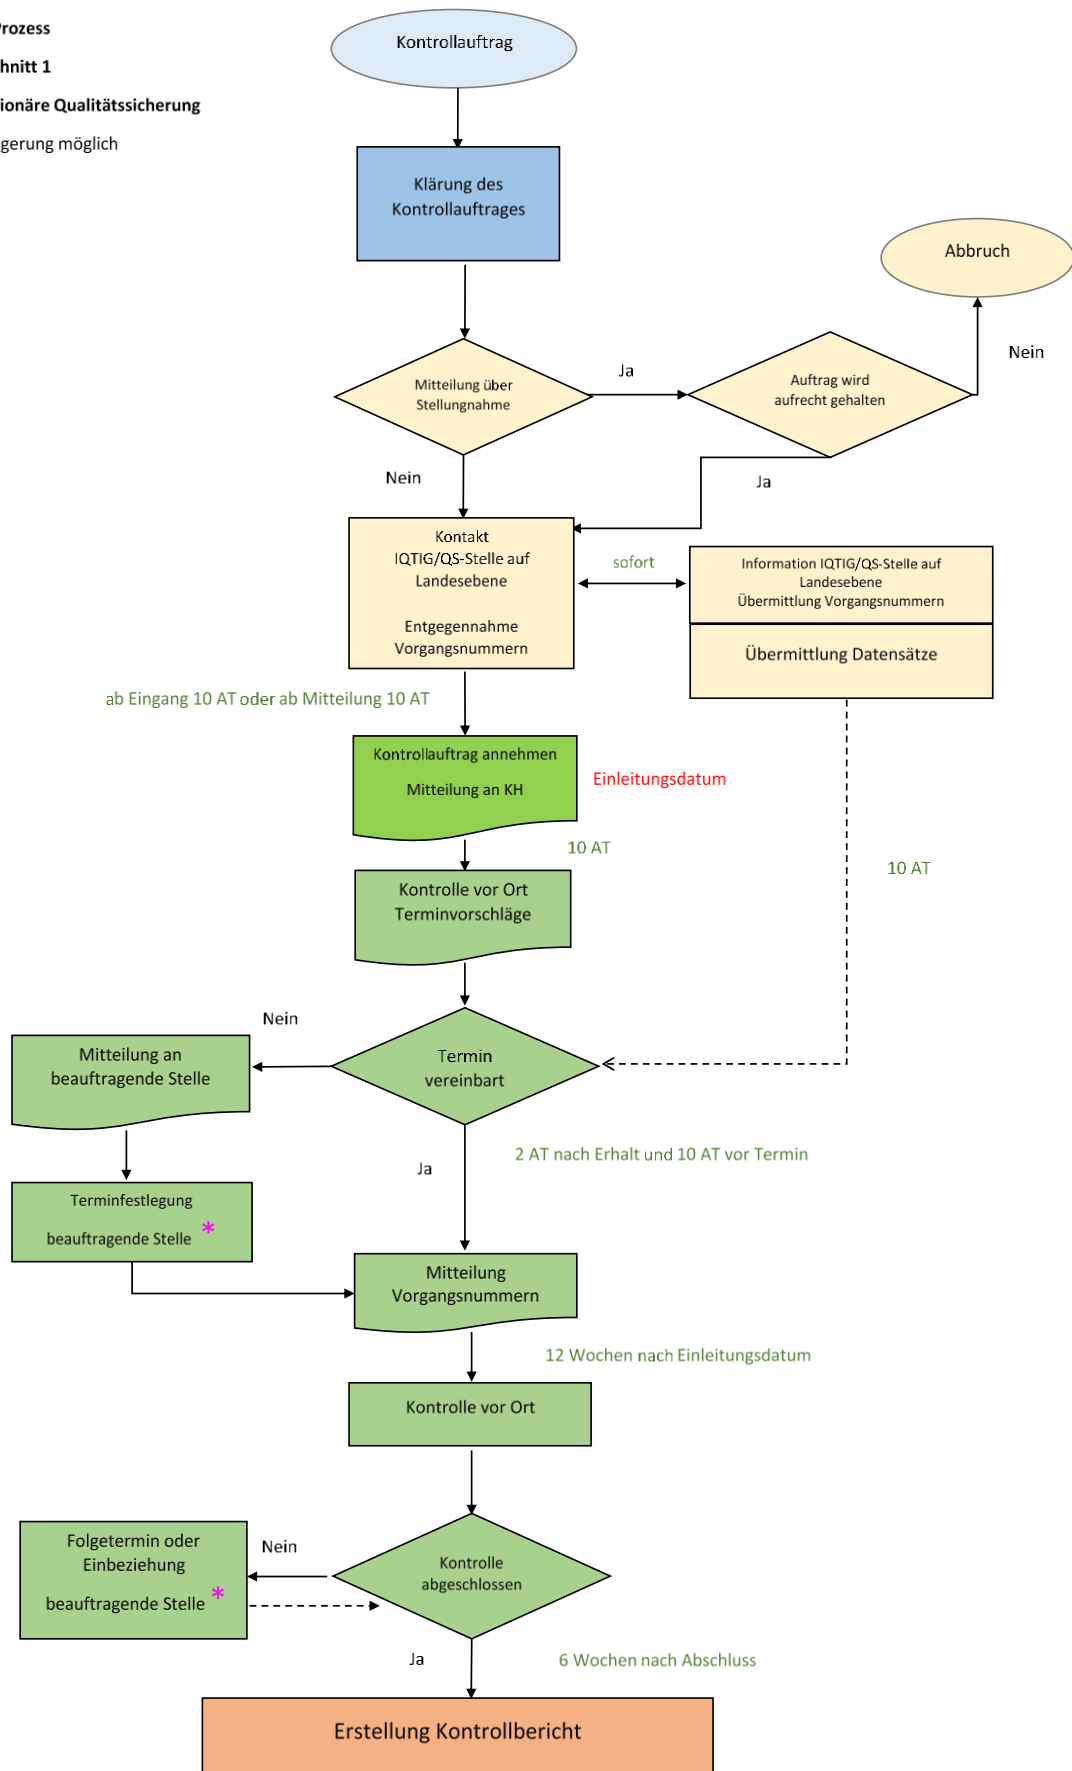 Prozess
hnitt 1
ionäre Qualitätssicherung
gerung möglich
Kontrollauftrag
Klärung des
Kontrollauftrages
Abbruch
Nein
Mitteilung über
Stellungnahme
Ja
Auftrag wird
aufrecht gehalten
Nein
Ja
Kontakt
IQTIG/QS-Stelle auf
Landesebene
Entgegennahme
Vorgangsnummern
sofort
Information IQTIG/QS-Stelle auf
Landesebene
Übermittlung Vorgangsnummern
Übermittlung Datensätze
ab Eingang 10 AT oder ab Mitteilung 10 AT
Kontrollauftrag annehmen
Mitteilung an KH
Einleitungsdatum
10 AT
10 AT
Kontrolle vor Ort
Terminvorschläge
Nein
Termin
vereinbart
Mitteilung an
beauftragende Stelle
Ja
2 AT nach Erhalt und 10 AT vor Termin
Terminfestlegung
beauftragende Stelle *
Mitteilung
Vorgangsnummern
12 Wochen nach Einleitungsdatum
Kontrolle vor Ort
Folgetermin oder
Einbeziehung
beauftragende Stelle *
Nein
Kontrolle
abgeschlossen
Ja
6 Wochen nach Abschluss
Erstellung Kontrollbericht